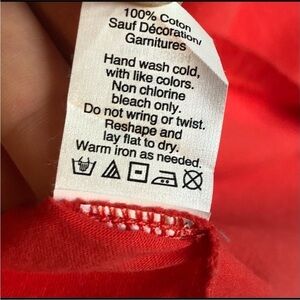 100% Coton
Sauf Décoration/
Garnitures
Hand wash cold,
with like colors.
Non chlorine
bleach only.
Do not wring or twist.
Reshape and
lay flat to dry.
Warm iron as needed.